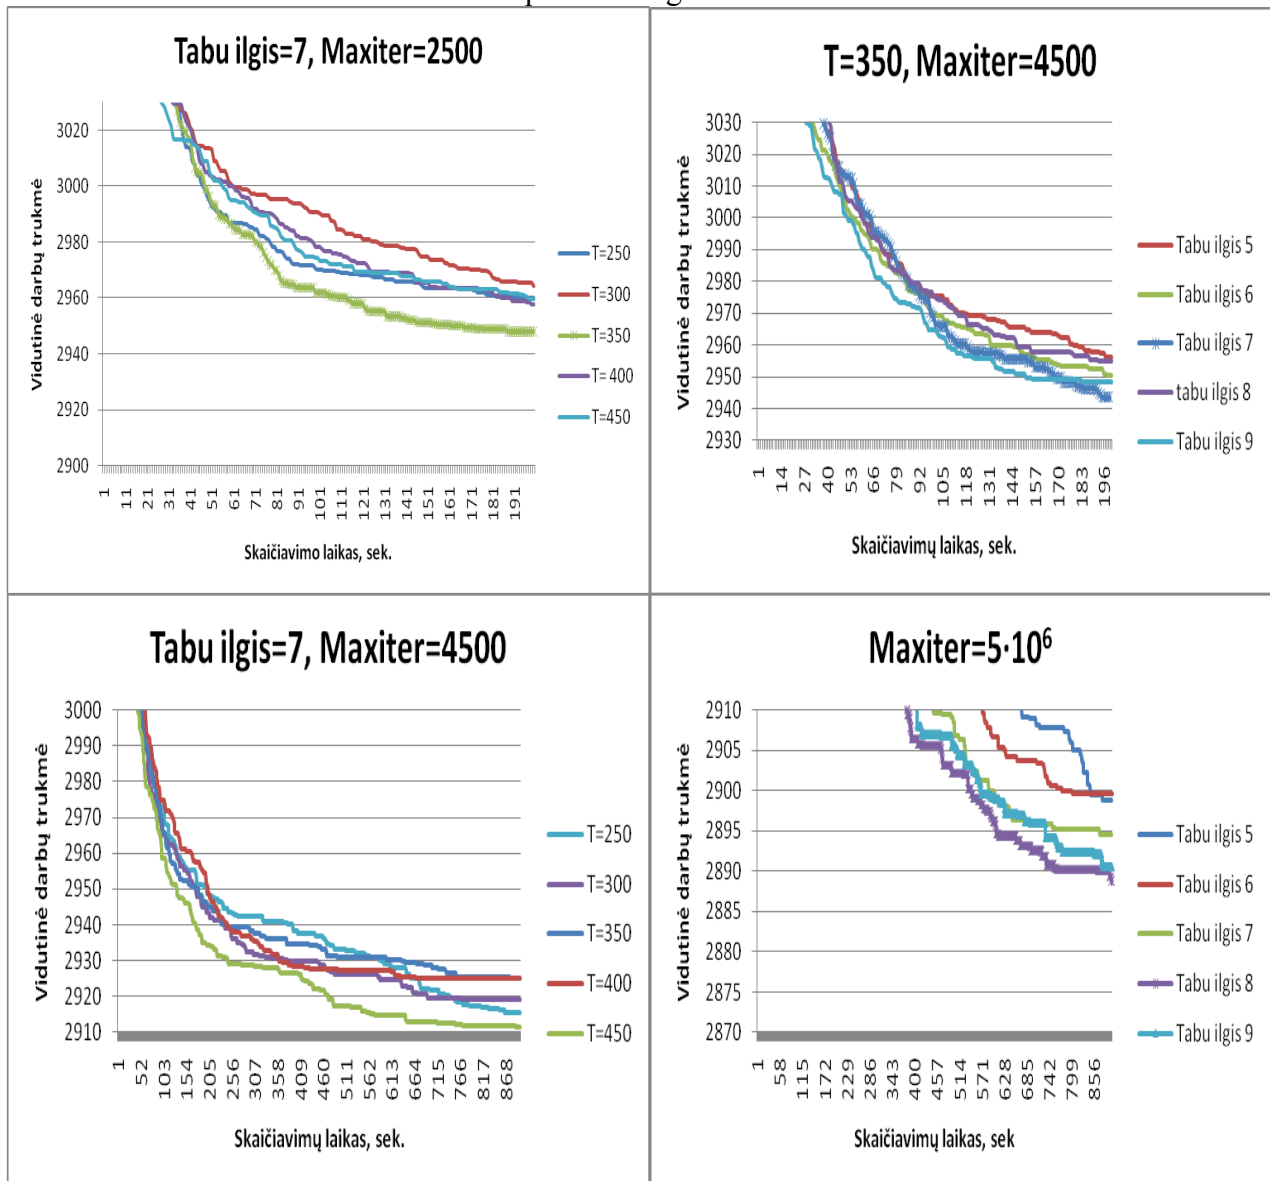 Tabu ilgis=7, Maxiter=2500
Vidutinė darbų trukmė
3020
3000
2980
2960
2940
2920
2900
1 11 21 31 41 51 61 71 81 91 101 111 121 131 141 151 161 171 181 191
Skaičiavimo laikas, sek.
T=250
T=300
T=350
T= 400
T=450
T=350, Maxiter=4500
Vidutinė darbų trukmė
3030
3020
3010
3000
2990
2980
2970
2960
2950
2940
2930
1 14 27 40 53 66 79 92 105 118 131 144 157 170 183 196
Skaičiavimų laikas, sek.
Tabu ilgis 5
Tabu ilgis 6
Tabu ilgis 7
tabu ilgis 8
Tabu ilgis 9
Tabu ilgis=7, Maxiter=4500
Vidutinė darbų trukmė
3000
2990
2980
2970
2960
2950
2940
2930
2920
2910
1 52 103 154 205 256 307 358 409 460 511 562 613 664 715 766 817 868
Skaičiavimų laikas, sek.
T=250
T=300
T=350
T=400
T=450
Maxiter=5·10⁶
Vidutinė darbų trukmė
2910
2905
2900
2895
2890
2885
2880
2875
2870
1 58 115 172 229 286 343 400 457 514 571 628 685 742 799 856
Skaičiavimų laikas, sek
Tabu ilgis 5
Tabu ilgis 6
Tabu ilgis 7
Tabu ilgis 8
Tabu ilgis 9